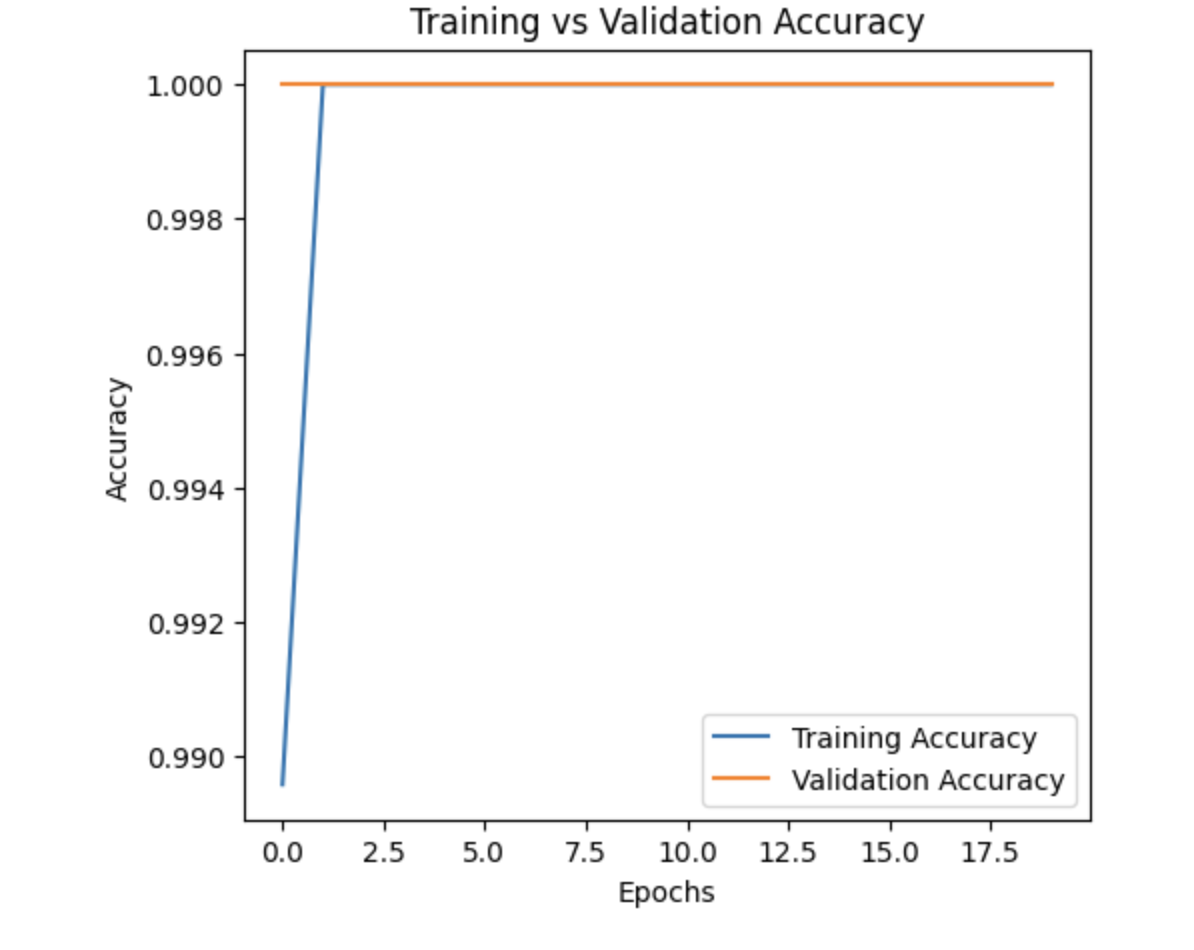 Training vs Validation Accuracy
1.000
0.998
0.996
0.994
0.992
0.990
Accuracy
Training Accuracy
Validation Accuracy
0.0 2.5 5.0 7.5 10.0 12.5 15.0 17.5
Epochs